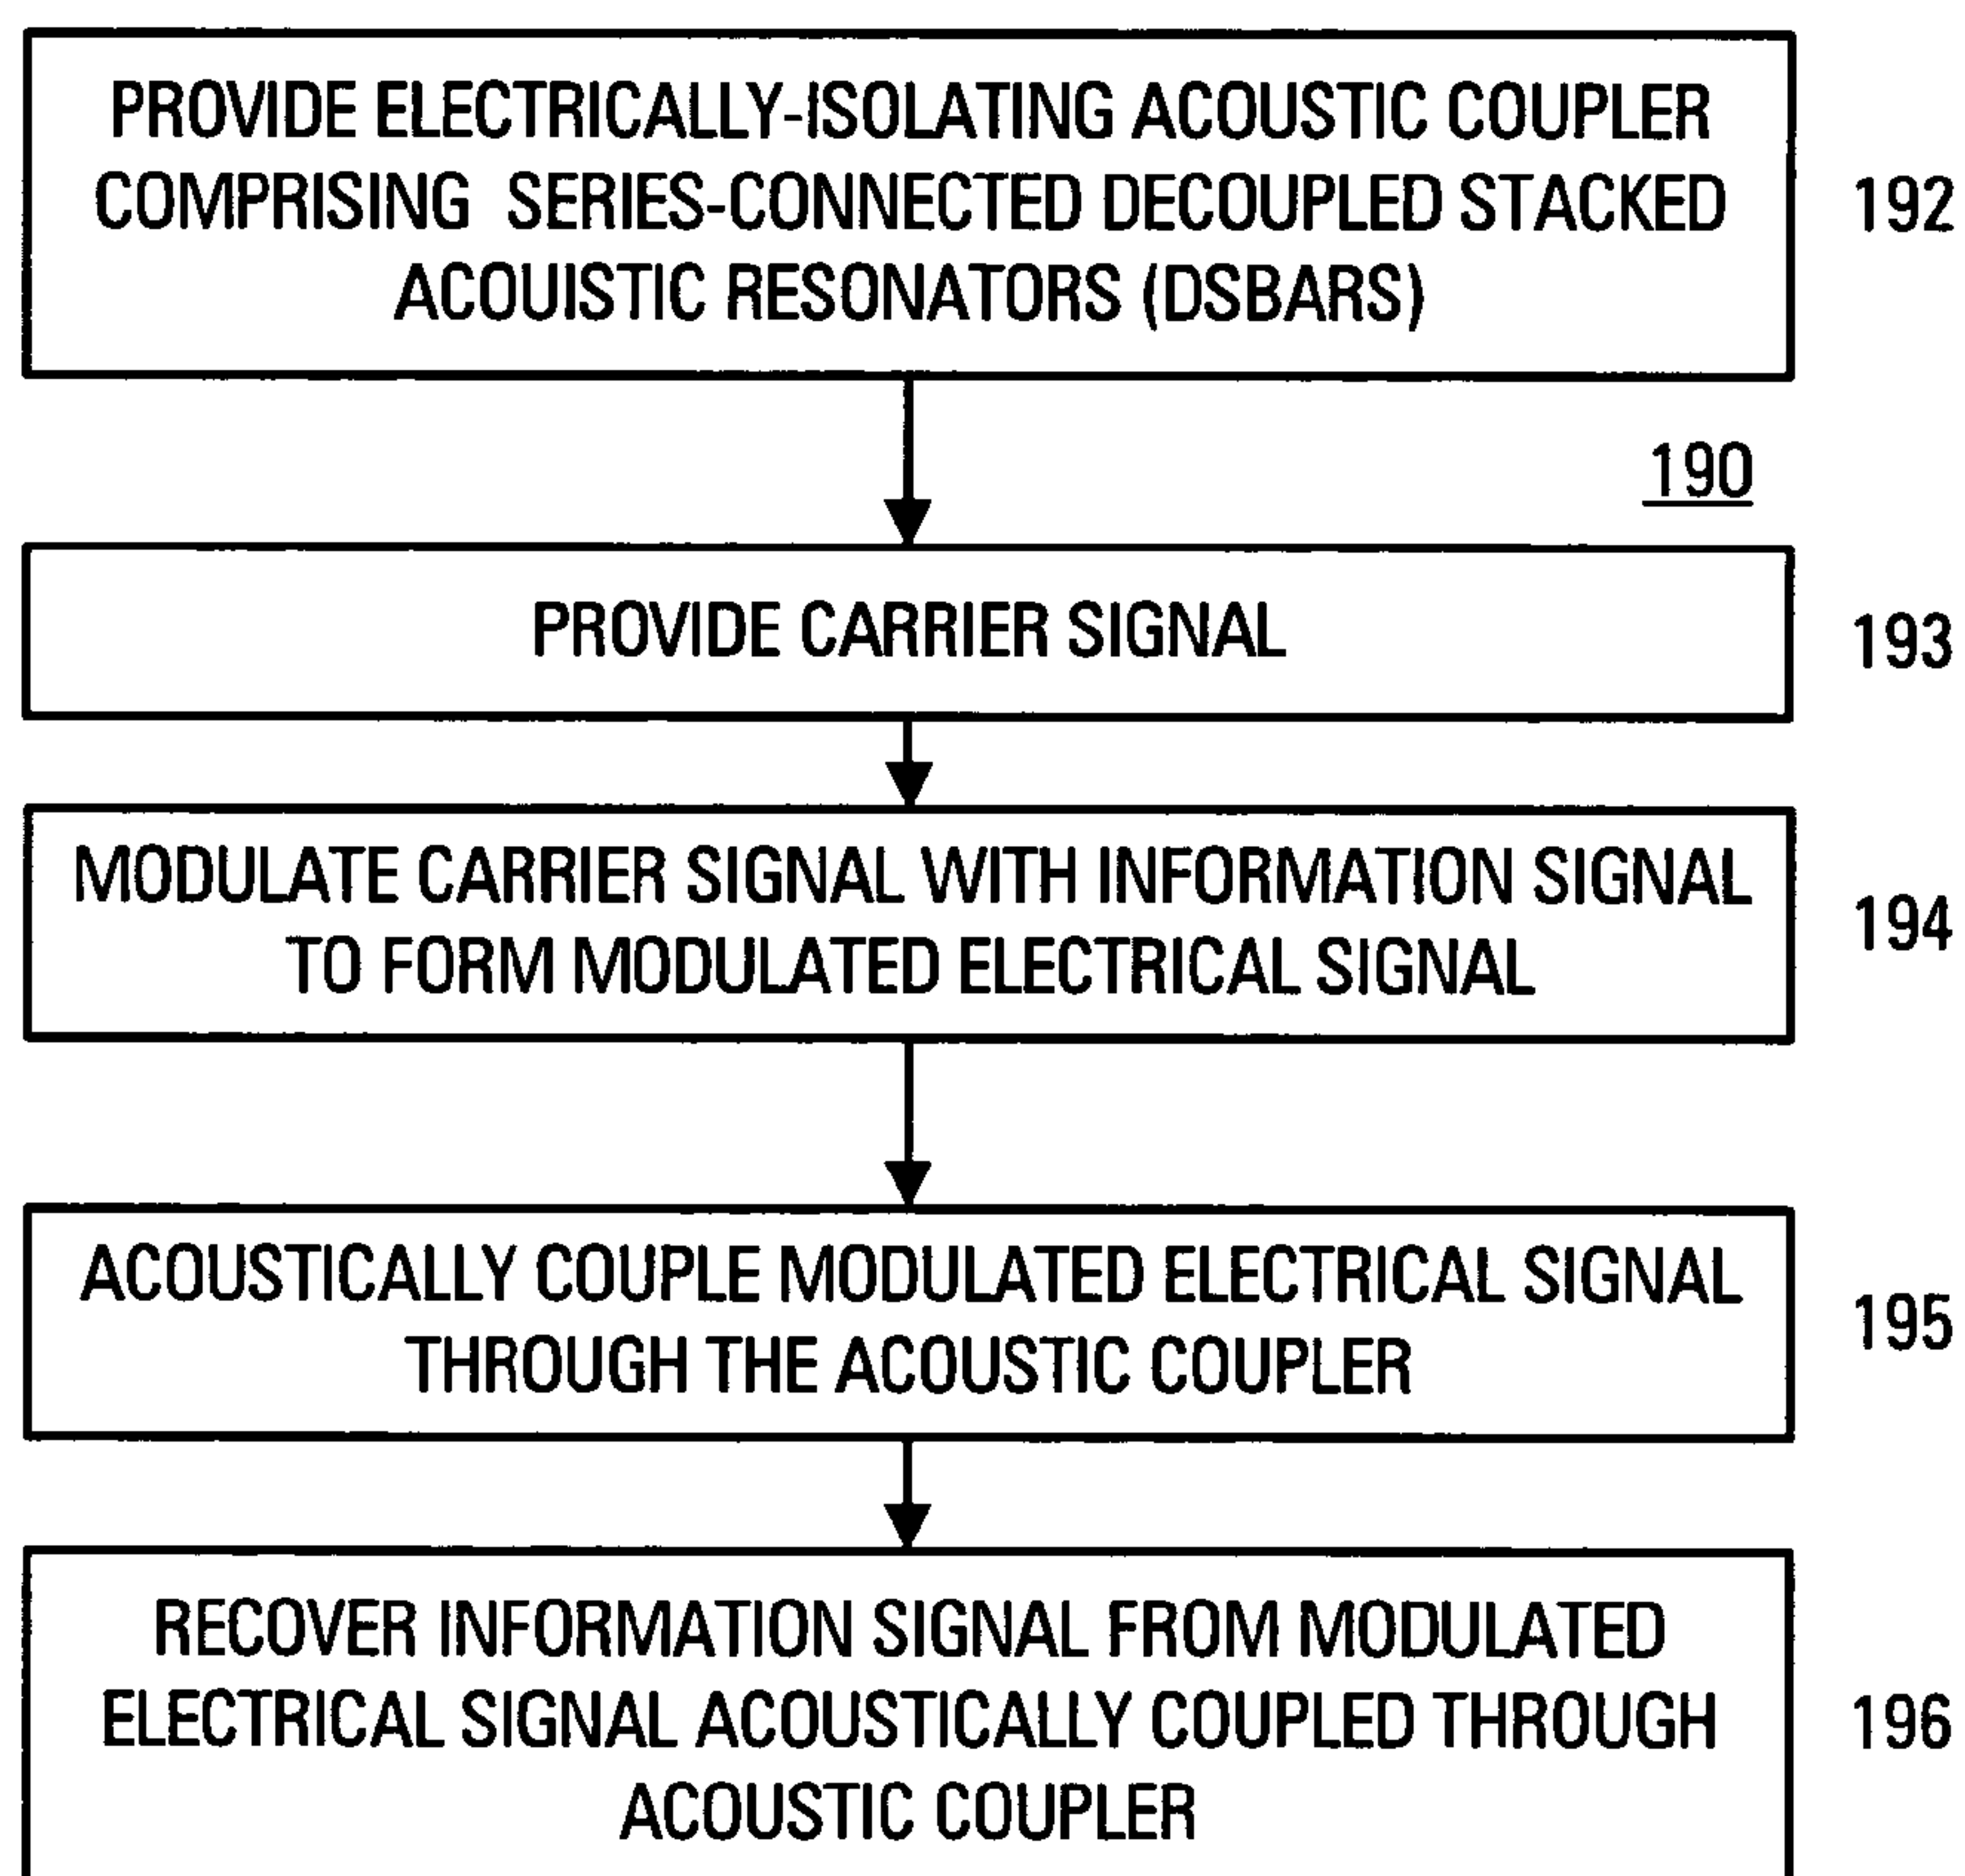 PROVIDE ELECTRICALLY-ISOLATING ACOUSTIC COUPLER
COMPRISING SERIES-CONNECTED DECOUPLED STACKED
ACOUISTIC RESONATORS (DSBARS)
192
190
PROVIDE CARRIER SIGNAL
193
MODULATE CARRIER SIGNAL WITH INFORMATION SIGNAL
TO FORM MODULATED ELECTRICAL SIGNAL
194
ACOUSTICALLY COUPLE MODULATED ELECTRICAL SIGNAL
THROUGH THE ACOUSTIC COUPLER
195
RECOVER INFORMATION SIGNAL FROM MODULATED
ELECTRICAL SIGNAL ACOUSTICALLY COUPLED THROUGH
ACOUSTIC COUPLER
196